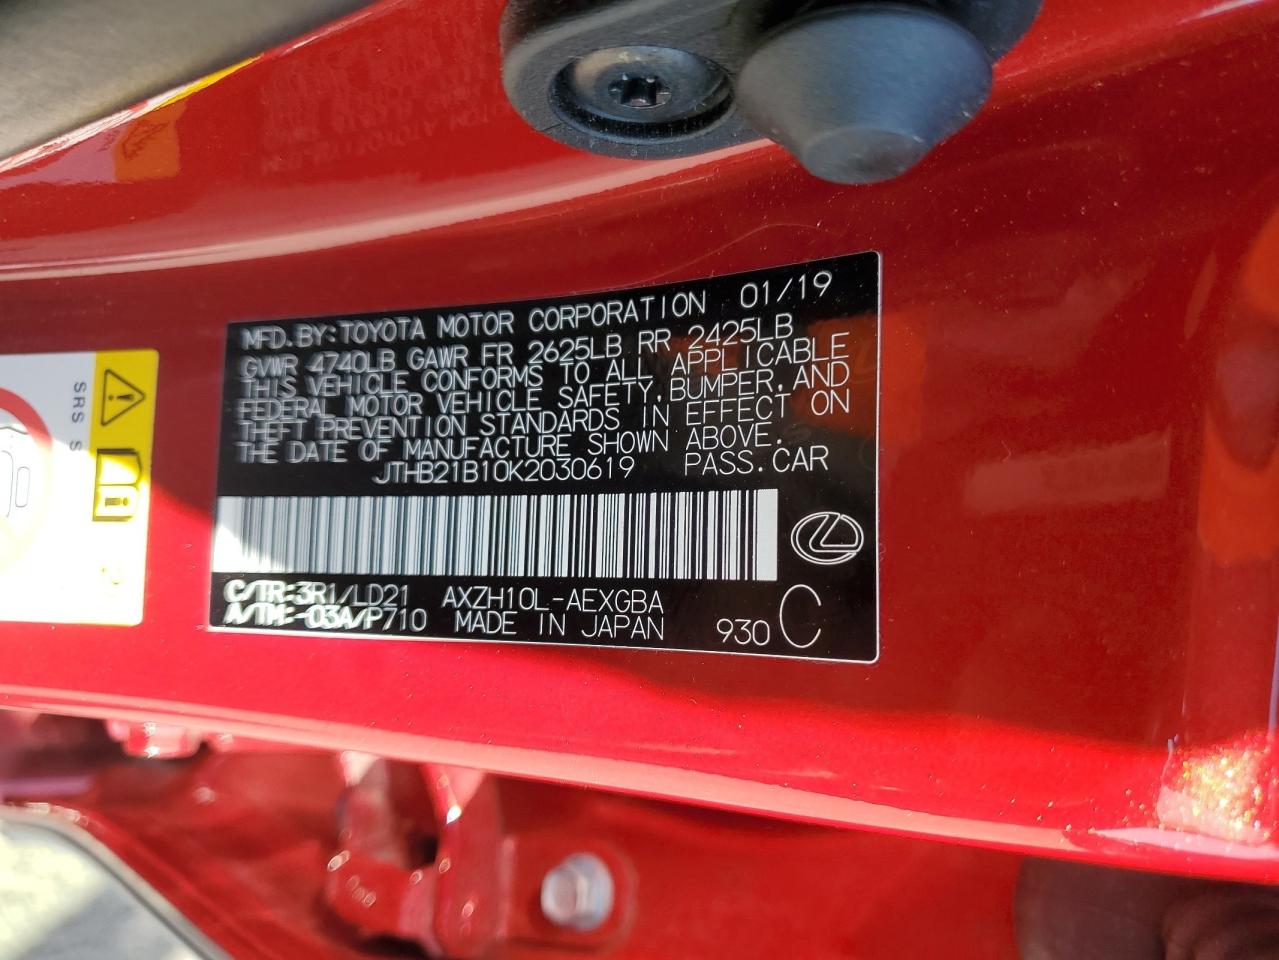 MFD.BY:TOYOTA MOTOR CORPORATION 01/19
GVWR 4740LB GAWR FR 2625LB RR 2425LB
THIS VEHICLE CONFORMS TO ALL APPLICABLE
FEDERAL MOTOR VEHICLE SAFETY,BUMPER,AND
THEFT PREVENTION STANDARDS IN EFFECT ON
THE DATE OF MANUFACTURE SHOWN ABOVE.
JTHB21B10K2030619 PASS.CAR
C/TR:3R1/LD21 AXZH10L-AEXGBA
A/TM:-03A/P710 MADE IN JAPAN 930 C
SRS